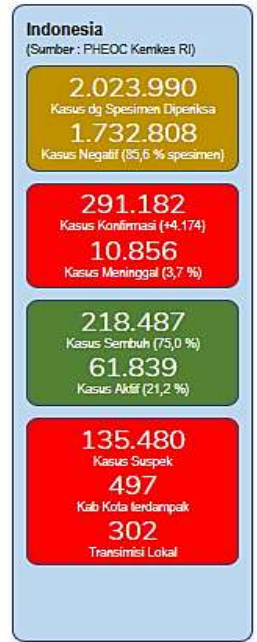 Indonesia
(Sumber : PHEOC Kemkes RI)
2.023.990
Kasus dg Spesimen Diperiksa
1.732.808
Kasus Negatif (85,6 % spesimen)
291.182
Kasus Konfirmasi (+4.174)
10.856
Kasus Meninggal (3,7 %)
218.487
Kasus Sembuh (75,0 %)
61.839
Kasus Aktif (21,2 %)
135.480
Kasus Suspek
497
Kab Kota terdampak
302
Transimisi Lokal